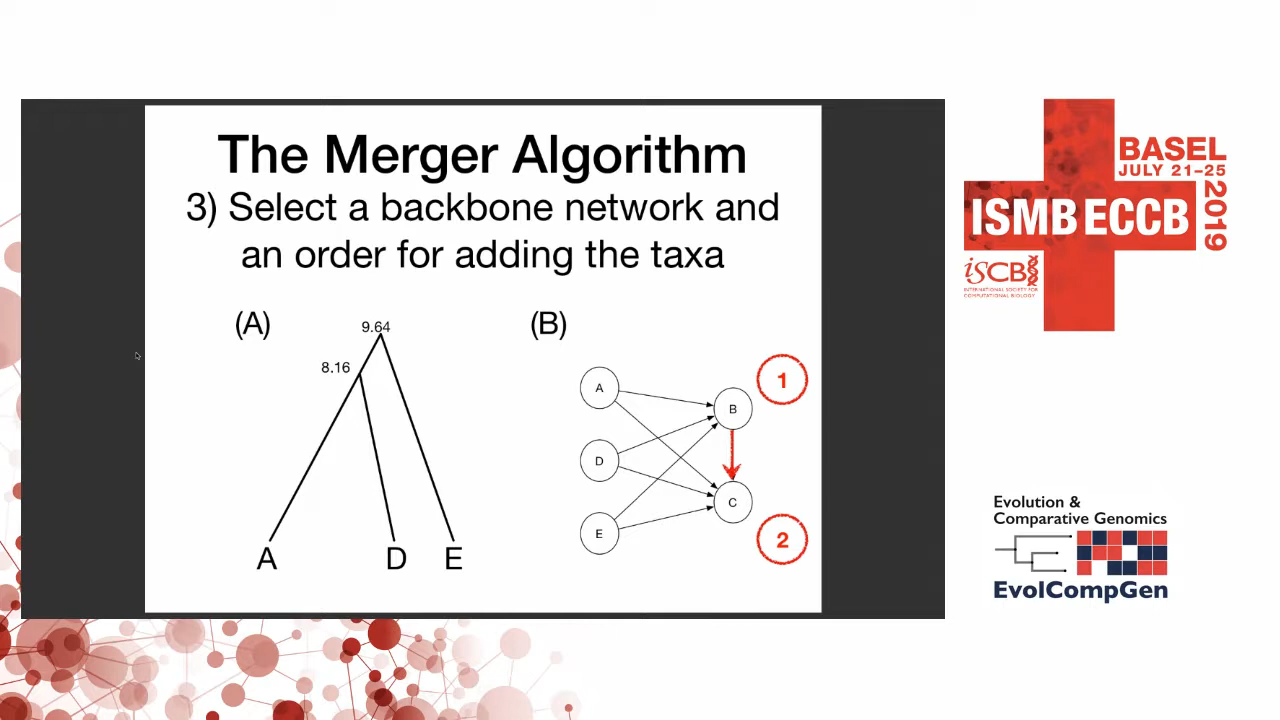 The Merger Algorithm
3) Select a backbone network and
an order for adding the taxa
(A)
9.64
8.16
A
D
E
(B)
A
D
E
B
C
1
2
BASEL
JULY 21–25
2019
ISMB ECCB
iSCB
INTERNATIONAL SOCIETY FOR
COMPUTATIONAL BIOLOGY
Evolution &
Comparative Genomics
EvolCompGen